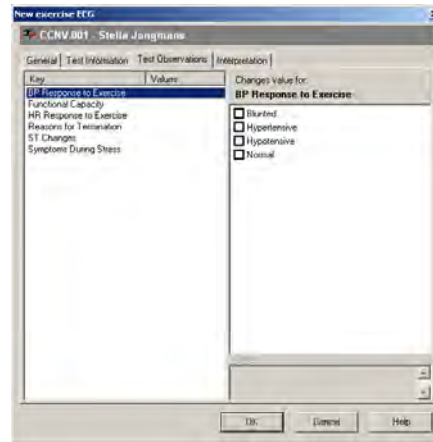 New exercise ECG
CCNV.001 - Stella Jongmans
General Test Information Test Observations Interpretation
Key Values
BP Response to Exercise
Functional Capacity
HR Response to Exercise
Reasons for Termination
ST Changes
Symptoms During Stress
Changes value for:
BP Response to Exercise
Blunted
Hypertensive
Hypotensive
Normal
OK Cancel Help